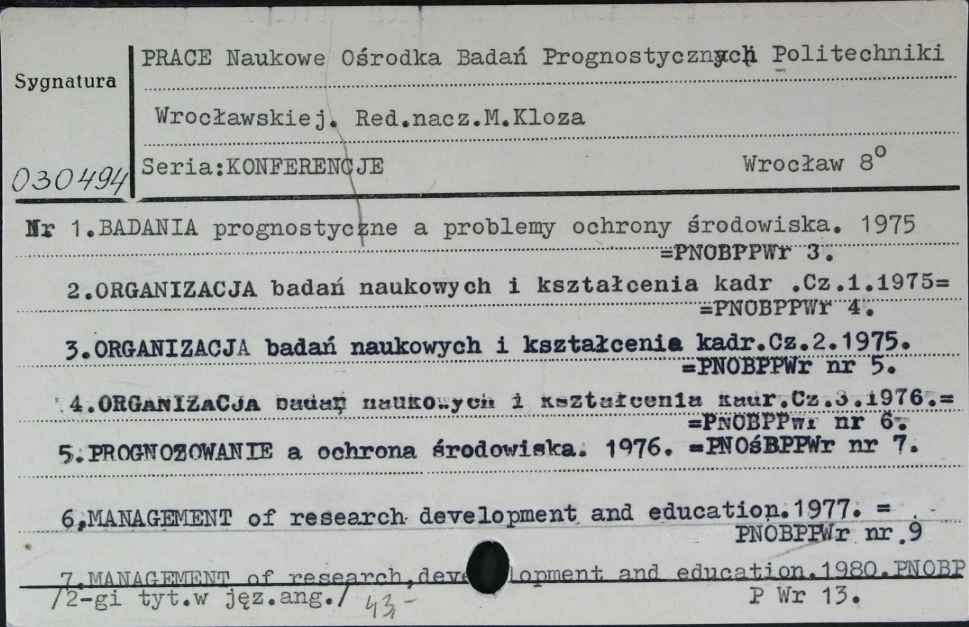 PRACE Naukowe Ośrodka Badań Prognostycznych Politechniki
Sygnatura
Wrocławskiej. Red.nacz.M.Kloza
030494
Seria:KONFERENCJE Wrocław 8°
Nr 1.BADANIA prognostyczne a problemy ochrony środowiska. 1975
=PNOBPPWr 3.
2.ORGANIZACJA badań naukowych i kształcenia kadr .Cz.1.1975=
=PNOBPPWr 4.
3.ORGANIZACJA badań naukowych i kształcenia kadr.Cz.2.1975.
=PNOBPPWr nr 5.
4.ORGANIZACJA badań naukowych i kształcenia kadr.Cz.3.1976.=
=PNOBPPWr nr 6.
5.PROGNOZOWANIE a ochrona środowiska. 1976. =PNOśBPPWr nr 7.
6.MANAGEMENT of research development and education.1977. =
PNOBPPWr nr 9
7.MANAGEMENT of research,development and education.1980.PNOBP
/2-gi tyt.w jęz.ang./ 43- P Wr 13.